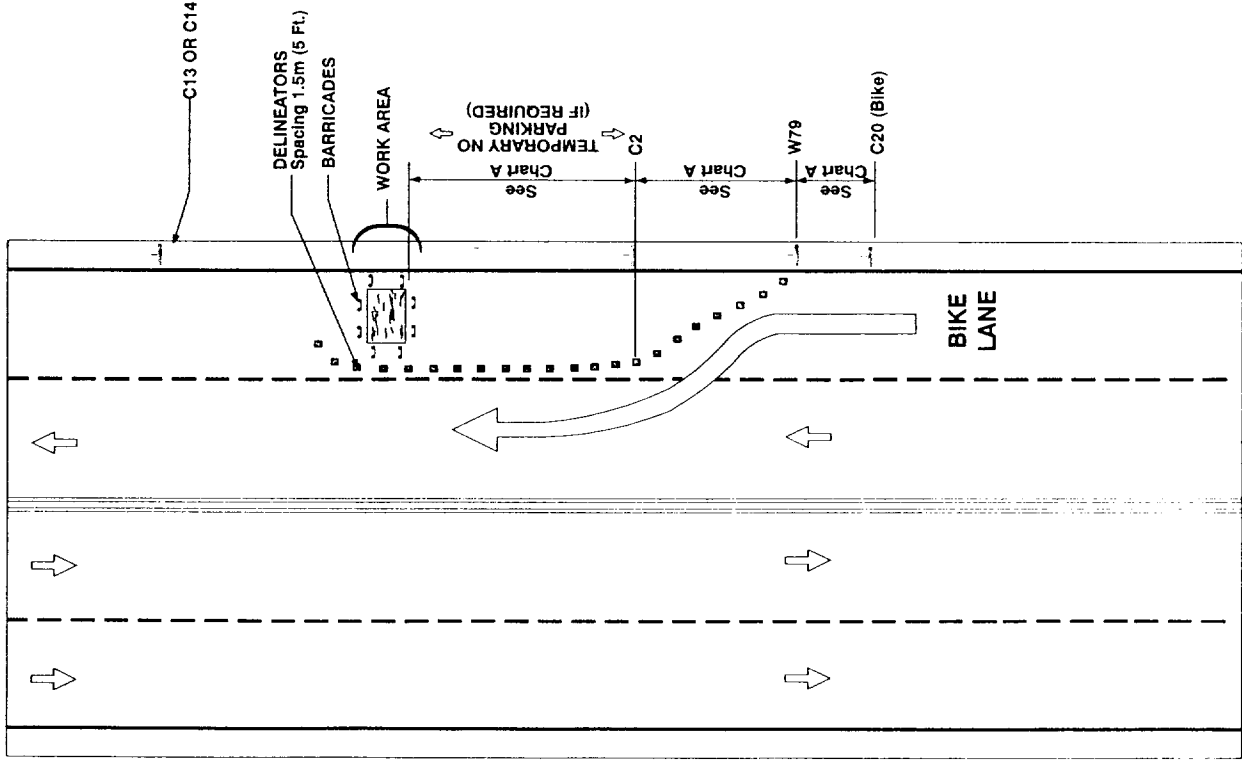 C13 OR C14
DELINEATORS
Spacing 1.5m (5 Ft.)
BARRICADES
WORK AREA
TEMPORARY NO
PARKING
(IF REQUIRED)
See
Chart A
C2
See
Chart A
W79
See
Chart A
C20 (Bike)
BIKE
LANE